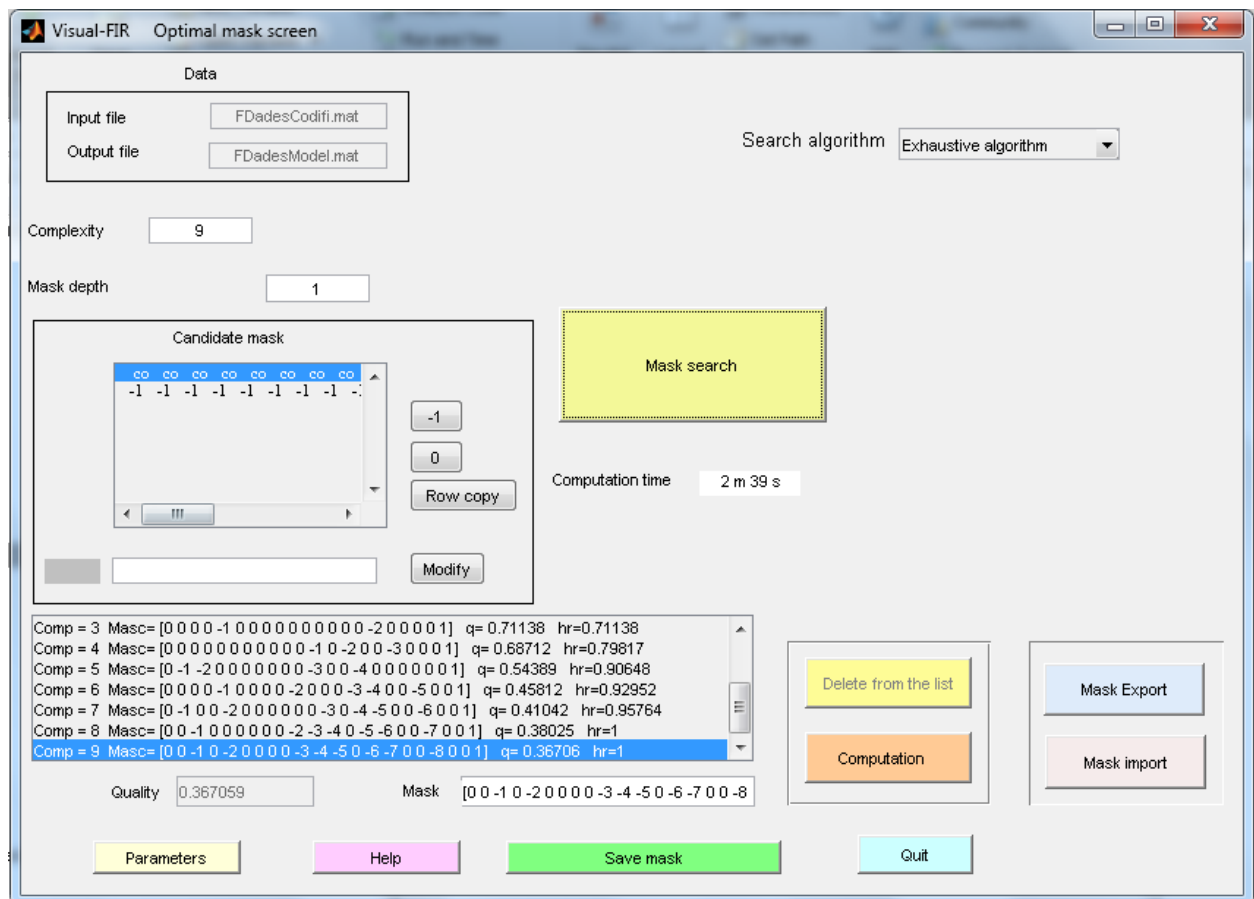 Visual-FIR Optimal mask screen
Data
Input file FDadesCodifi.mat
Output file FDadesModel.mat
Search algorithm Exhaustive algorithm
Complexity 9
Mask depth 1
Candidate mask
co co co co co co co co
-1 -1 -1 -1 -1 -1 -1 -1
-1
0
Row copy
Modify
Mask search
Computation time 2 m 39 s
Comp = 3 Masc= [0 0 0 0 -1 0 0 0 0 0 0 0 0 0 0 -2 0 0 0 0 1] q= 0.71138 hr=0.71138
Comp = 4 Masc= [0 0 0 0 0 0 0 0 0 0 0 -1 0 -2 0 0 -3 0 0 0 1] q= 0.68712 hr=0.79817
Comp = 5 Masc= [0 -1 -2 0 0 0 0 0 0 0 -3 0 0 -4 0 0 0 0 0 0 1] q= 0.54389 hr=0.90648
Comp = 6 Masc= [0 0 0 0 -1 0 0 0 0 -2 0 0 0 -3 -4 0 0 -5 0 0 1] q= 0.45812 hr=0.92952
Comp = 7 Masc= [0 -1 0 0 -2 0 0 0 0 0 0 -3 0 -4 -5 0 0 -6 0 0 1] q= 0.41042 hr=0.95764
Comp = 8 Masc= [0 0 -1 0 0 0 0 0 0 -2 -3 -4 0 -5 -6 0 0 -7 0 0 1] q= 0.38025 hr=1
Comp = 9 Masc= [0 0 -1 0 -2 0 0 0 0 -3 -4 -5 0 -6 -7 0 0 -8 0 0 1] q= 0.36706 hr=1
Delete from the list
Computation
Mask Export
Mask import
Quality 0.367059 Mask [0 0 -1 0 -2 0 0 0 0 -3 -4 -5 0 -6 -7 0 0 -8
Parameters Help Save mask Quit